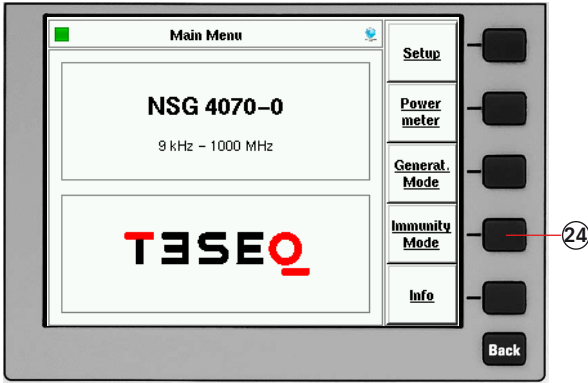 Main Menu
NSG 4070-0
9 kHz - 1000 MHz
TESEQ
Setup
Power
meter
Generat.
Mode
Immunity
Mode
Info
24
Back